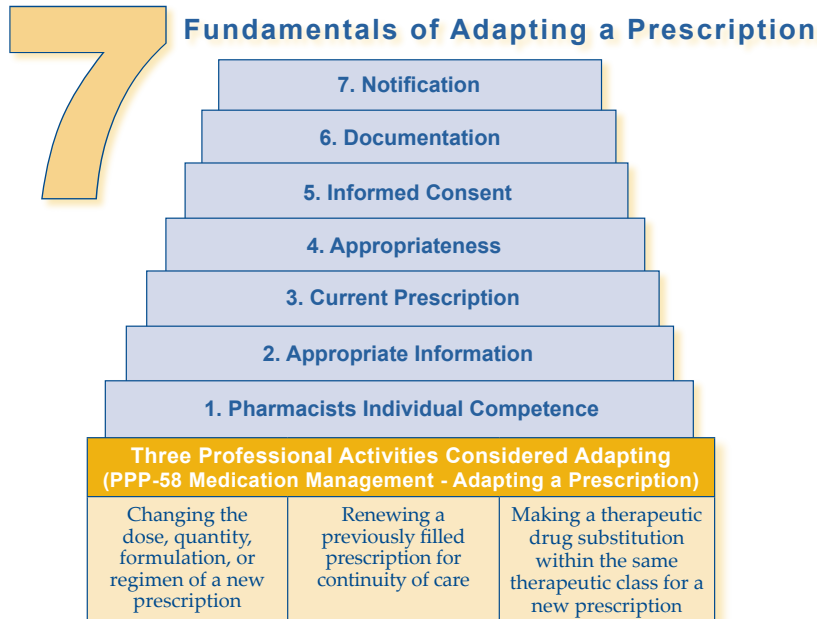 7 Fundamentals of Adapting a Prescription
7. Notification
6. Documentation
5. Informed Consent
4. Appropriateness
3. Current Prescription
2. Appropriate Information
1. Pharmacists Individual Competence
Three Professional Activities Considered Adapting
(PPP-58 Medication Management - Adapting a Prescription)
Changing the
dose, quantity,
formulation, or
regimen of a new
prescription
Renewing a
previously filled
prescription for
continuity of care
Making a therapeutic
drug substitution
within the same
therapeutic class for a
new prescription